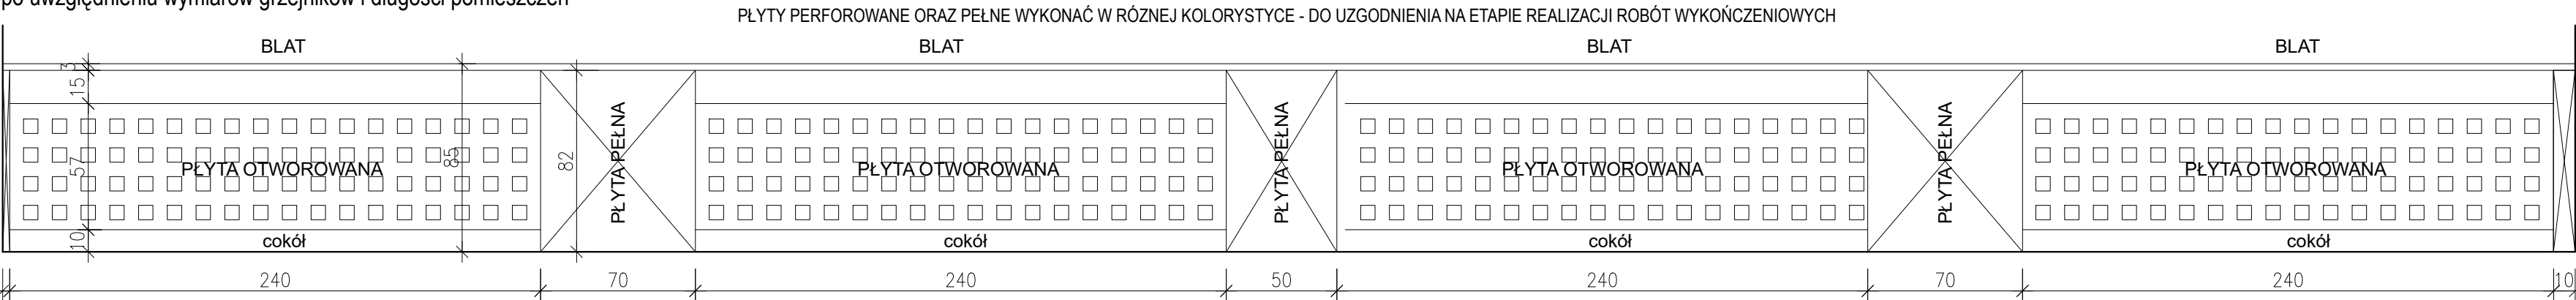 po uwzględnieniu wymiarów grzejników i długości pomieszczeń
PŁYTY PERFOROWANE ORAZ PEŁNE WYKONAĆ W RÓZNEJ KOLORYSTYCE - DO UZGODNIENIA NA ETAPIE REALIZACJI ROBÓT WYKOŃCZENIOWYCH
BLAT BLAT BLAT BLAT
3
15
57
10
85
82
PŁYTA OTWOROWANA PŁYTA PEŁNA PŁYTA OTWOROWANA PŁYTA PEŁNA PŁYTA OTWOROWANA PŁYTA PEŁNA PŁYTA OTWOROWANA
cokół cokół cokół cokół
240 70 240 50 240 70 240 10